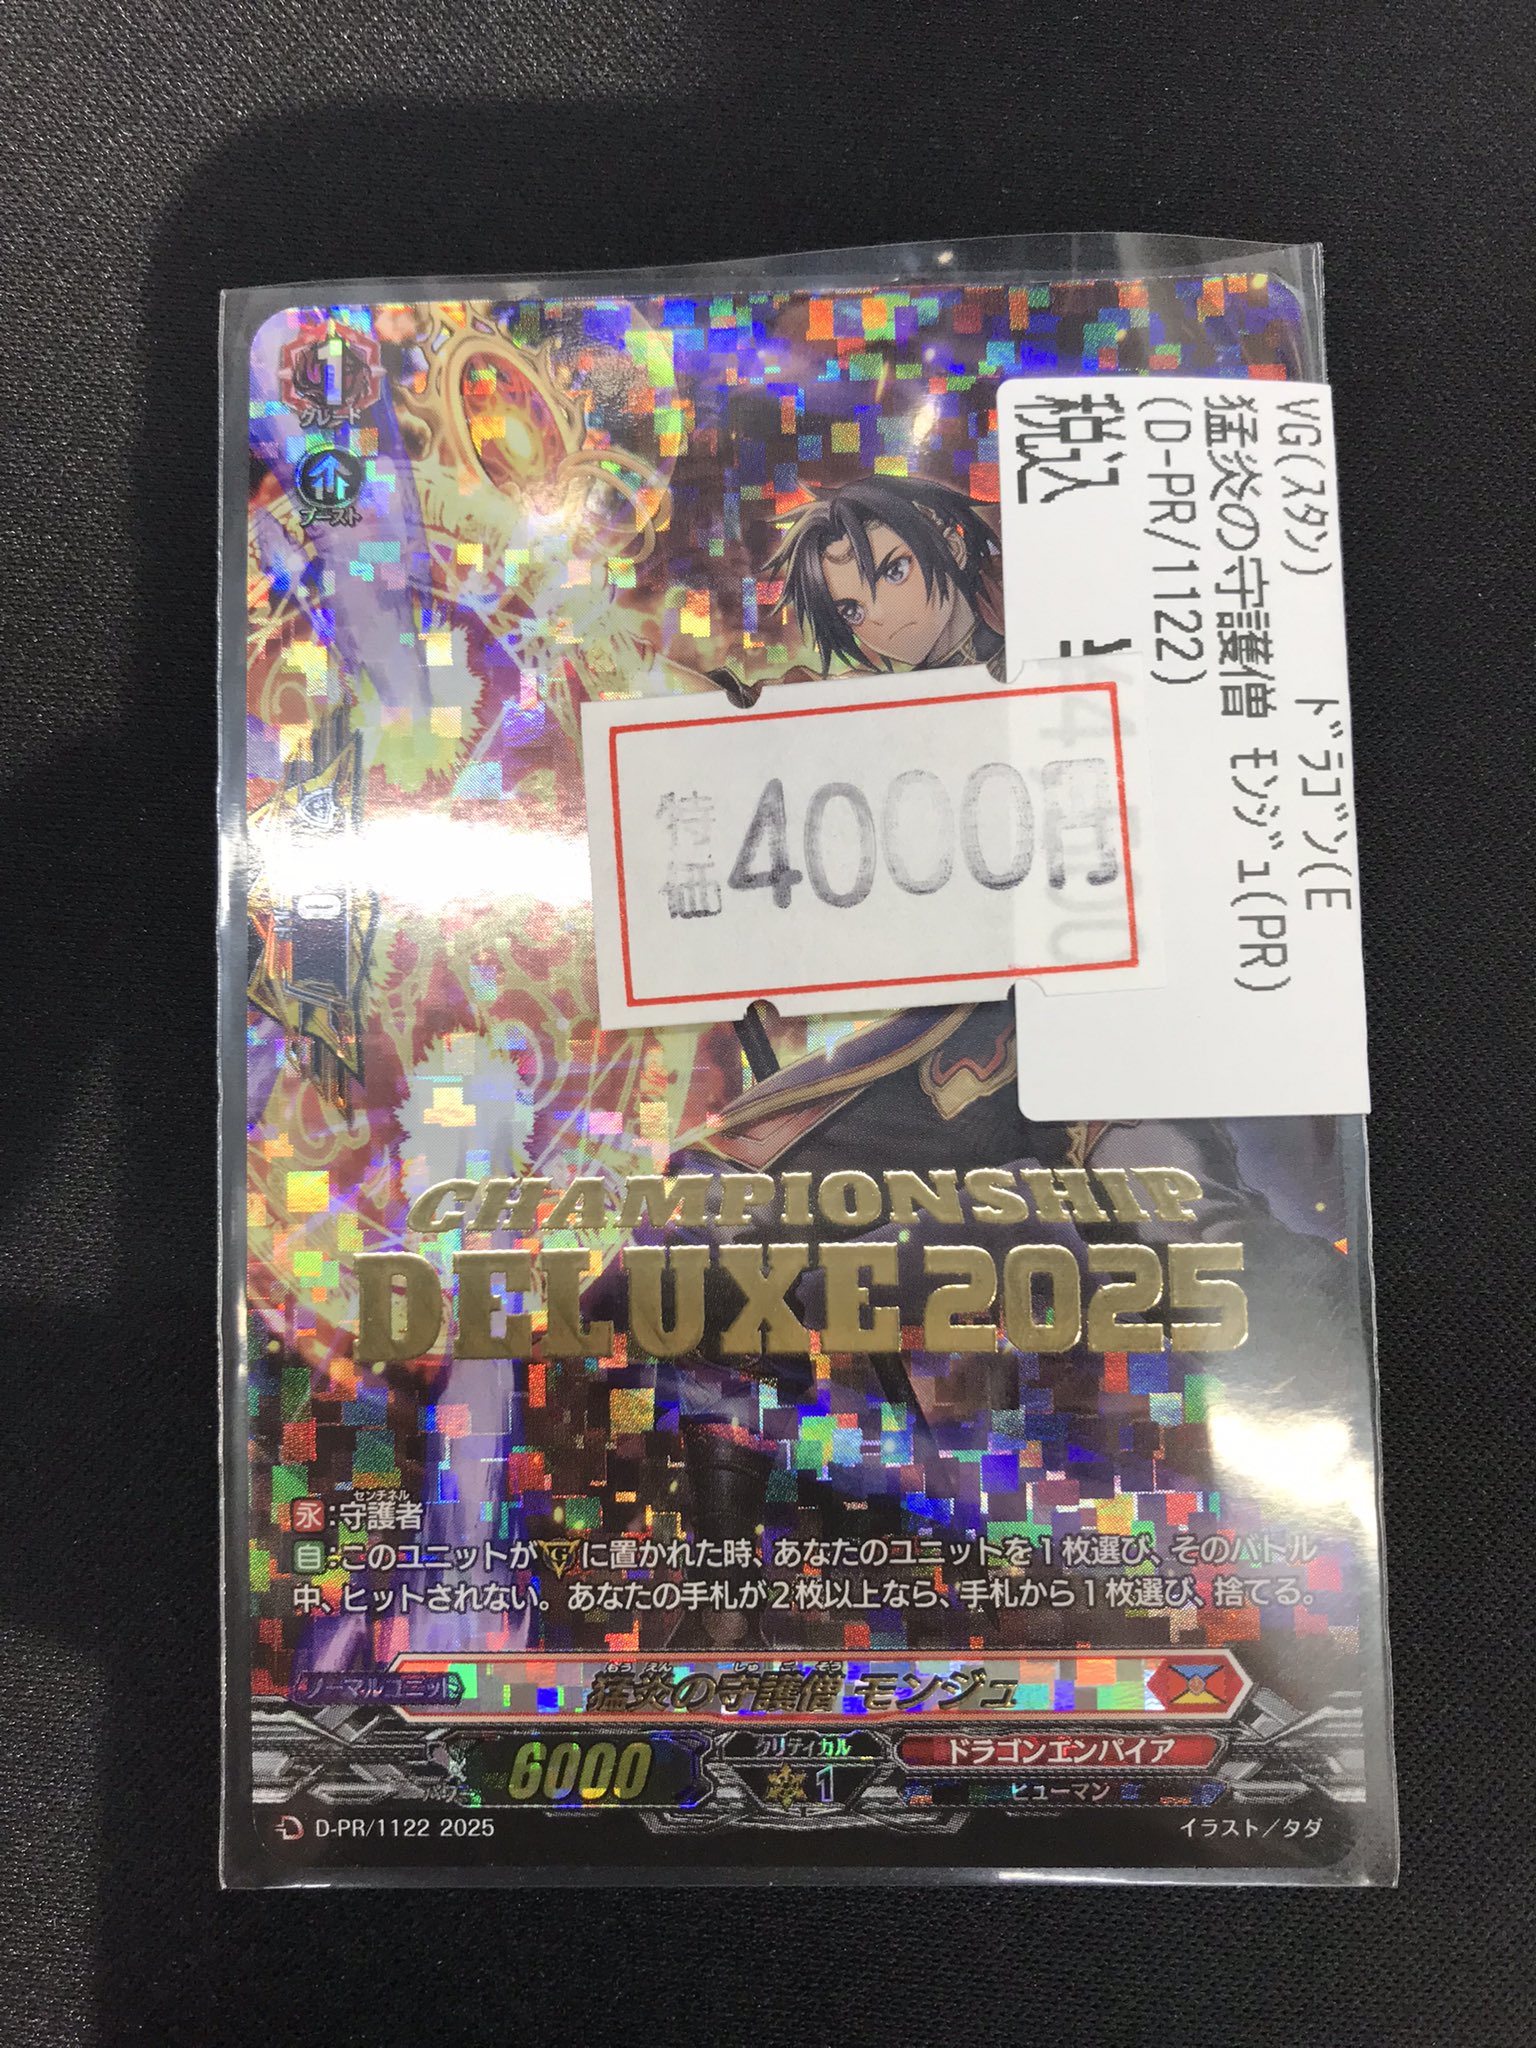 1
グレード
ブースト
VG(ｽﾀﾝ) ﾄﾞﾗｺﾞﾝ(E
猛炎の守護僧 ﾓﾝｼﾞｭ(PR)
(D-PR/1122)
税込
特価 4000
CHAMPIONSHIP
DELUXE 2025
センチネル
永:守護者
自:このユニットがGに置かれた時、あなたのユニットを1枚選び、そのバトル
中、ヒットされない。あなたの手札が2枚以上なら、手札から1枚選び、捨てる。
もうえん しゅごそう
ノーマルユニット 猛炎の守護僧 モンジュ
パワー 6000 クリティカル 1 ドラゴンエンパイア
ヒューマン
D-PR/1122 2025 イラスト／タダ